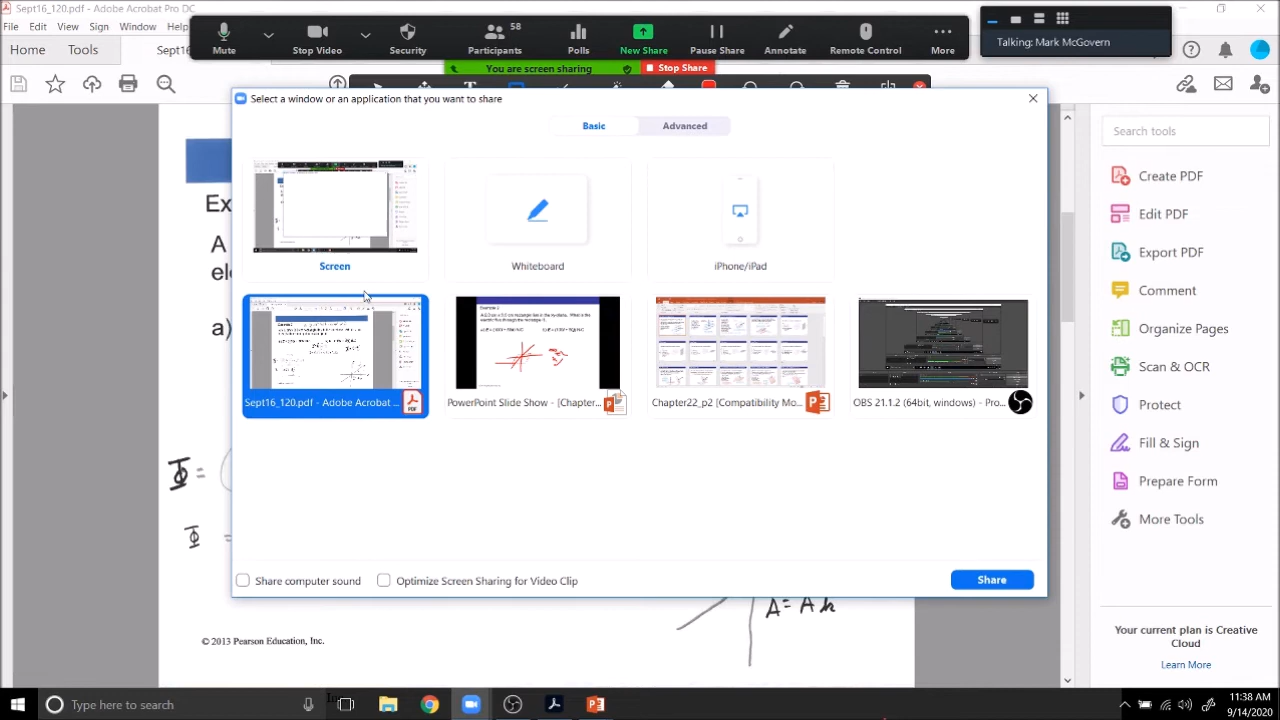 Sept16_120.pdf - Adobe Acrobat Pro DC
File Edit View Sign Window
Home Tools Sept16
Mute Stop Video Security Participants 58 Polls New Share Pause Share Annotate Remote Control More
Talking: Mark McGovern
You are screen sharing Stop Share
Select a window or an application that you want to share
Basic Advanced
Screen
Whiteboard
iPhone/iPad
Sept16_120.pdf - Adobe Acrobat ...
PowerPoint Slide Show - [Chapter...
Chapter22_p2 [Compatibility Mo...
OBS 21.1.2 (64bit, windows) - Pro...
Example 2
Share computer sound
Optimize Screen Sharing for Video Clip
Share
Ex
A
ele
a)
Φ =
Φ =
A = A
© 2013 Pearson Education, Inc.
Search tools
Create PDF
Edit PDF
Export PDF
Comment
Organize Pages
Scan & OCR
Protect
Fill & Sign
Prepare Form
More Tools
Your current plan is Creative
Cloud
Learn More
Type here to search
11:38 AM
9/14/2020